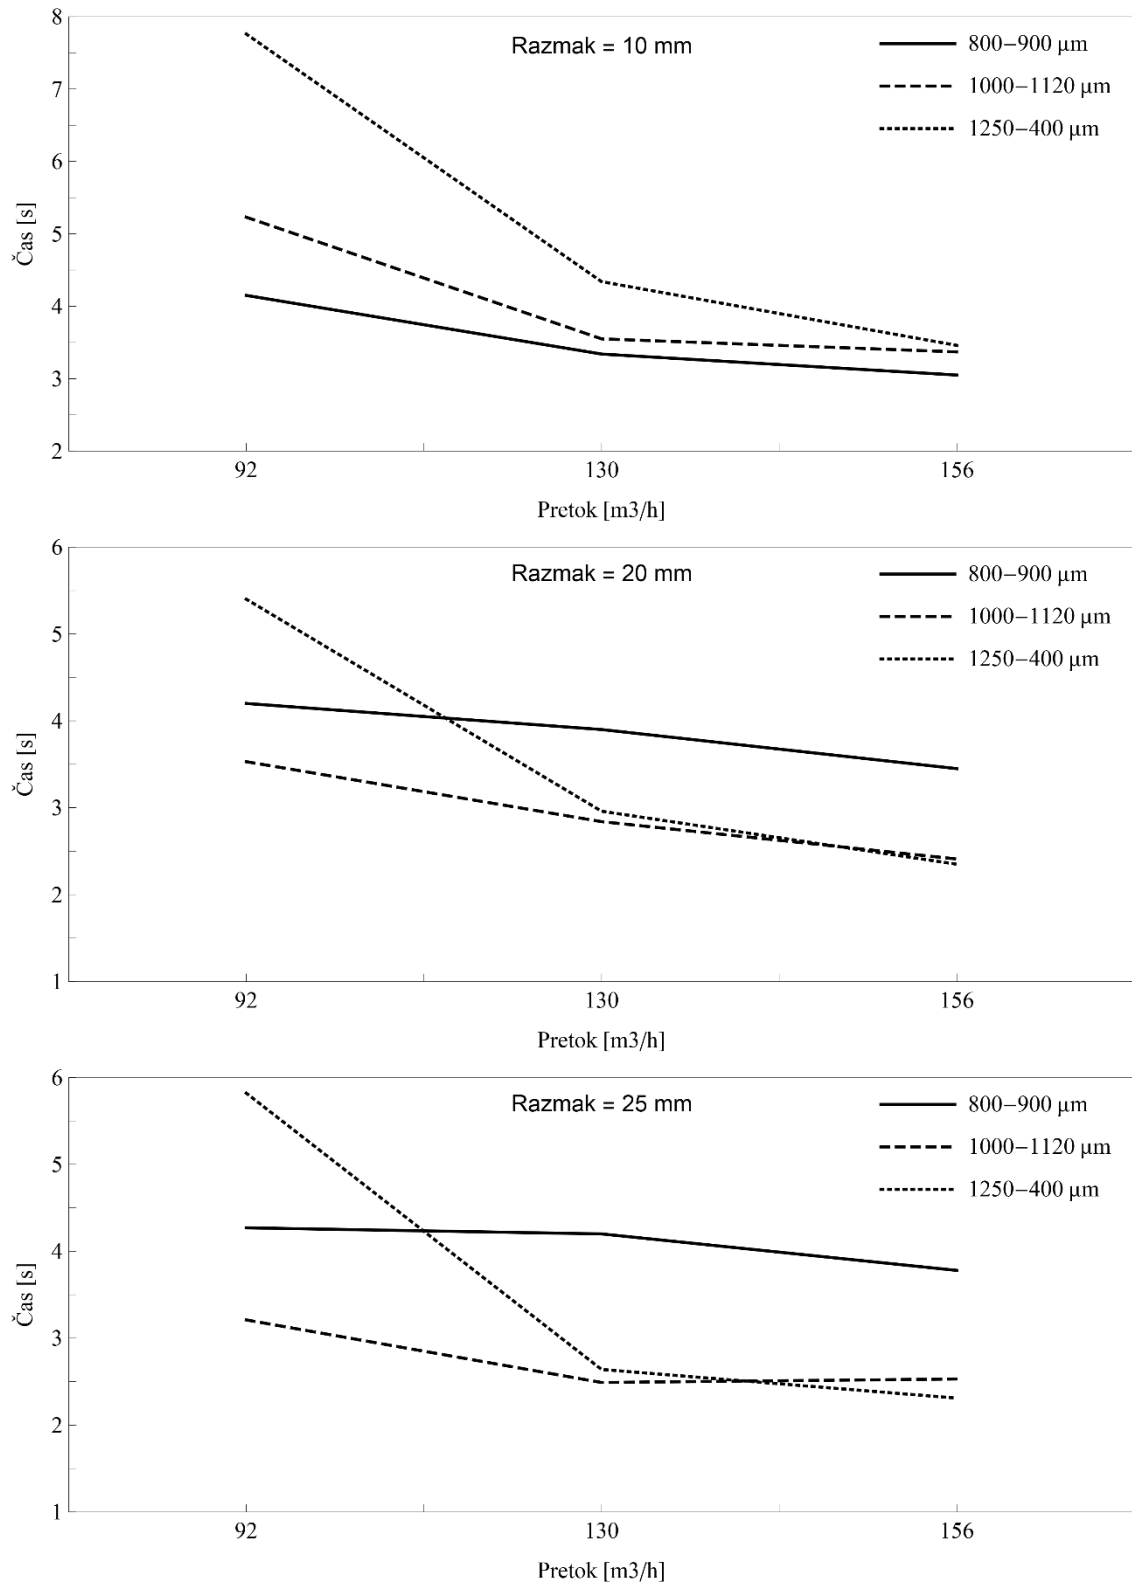 8
Razmak = 10 mm
800−900 μm
7
1000−1120 μm
1250−400 μm
6
5
Čas [s]
4
3
2
92 130 156
Pretok [m3/h]
6
Razmak = 20 mm
800−900 μm
1000−1120 μm
5
1250−400 μm
4
Čas [s]
3
2
1
92 130 156
Pretok [m3/h]
6
Razmak = 25 mm
800−900 μm
1000−1120 μm
5
1250−400 μm
4
Čas [s]
3
2
1
92 130 156
Pretok [m3/h]